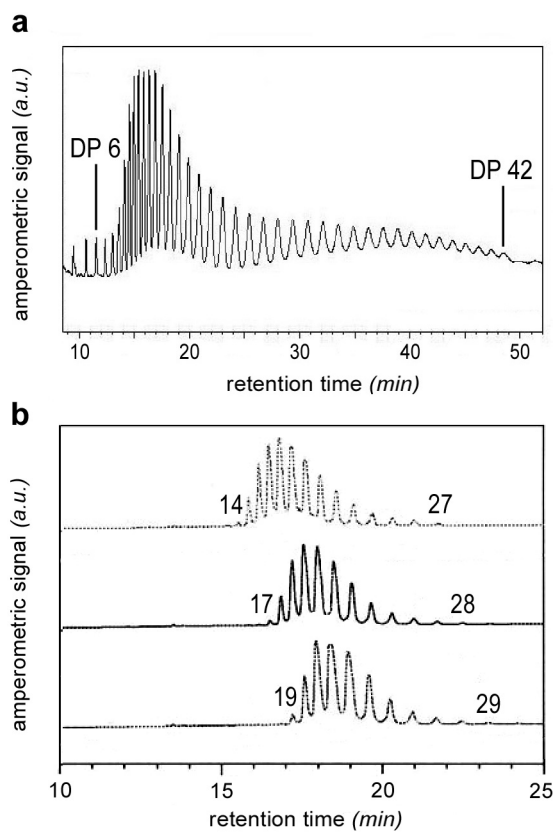 a
amperometric signal (a.u.)
DP 6
DP 42
10 20 30 40 50
retention time (min)
b
amperometric signal (a.u.)
14 27
17 28
19 29
10 15 20 25
retention time (min)